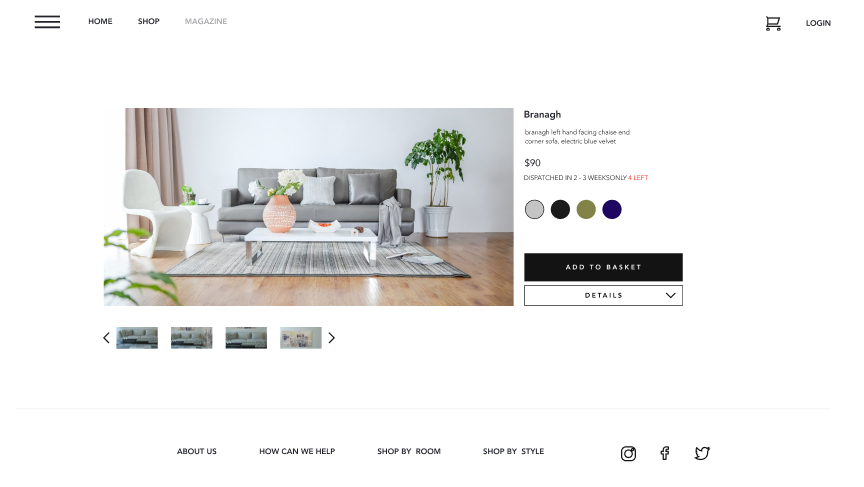 HOME SHOP MAGAZINE LOGIN
Branagh
branagh left hand facing chaise end
corner sofa, electric blue velvet
$90
DISPATCHED IN 2 - 3 WEEKSONLY 4 LEFT
ADD TO BASKET
DETAILS
ABOUT US HOW CAN WE HELP SHOP BY ROOM SHOP BY STYLE